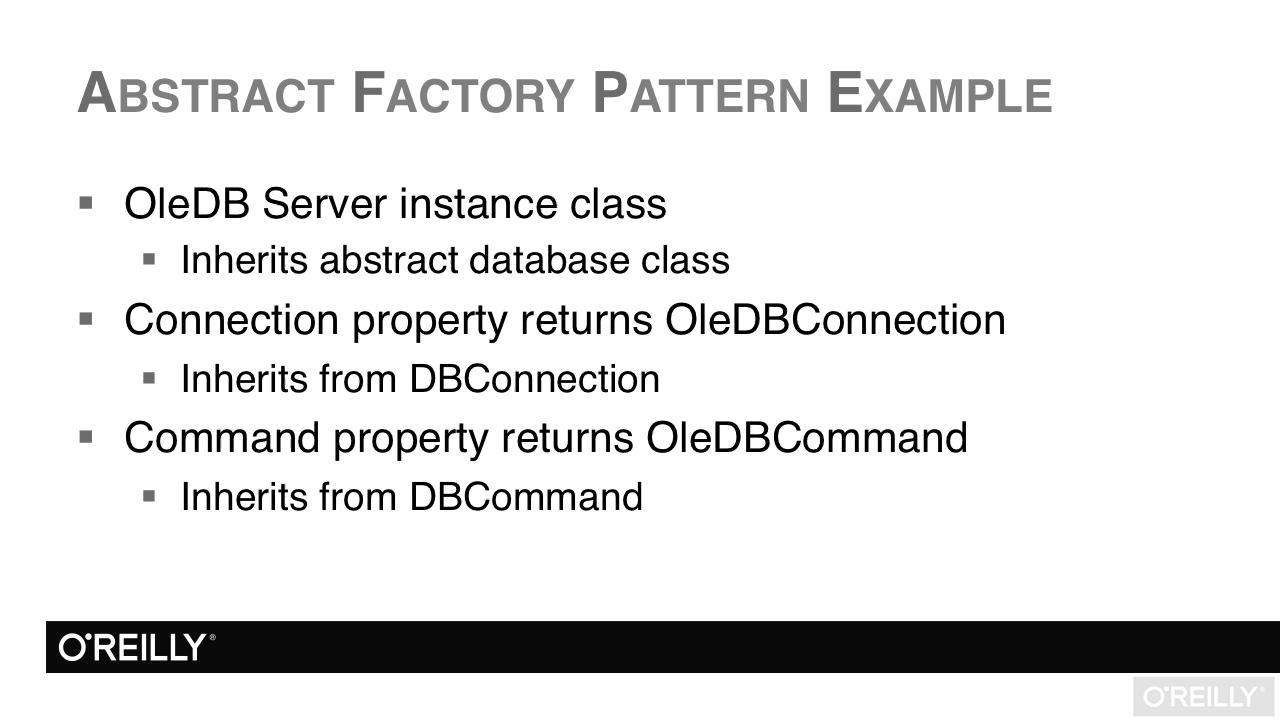 ABSTRACT FACTORY PATTERN EXAMPLE
▪ OleDB Server instance class
▪ Inherits abstract database class
▪ Connection property returns OleDBConnection
▪ Inherits from DBConnection
▪ Command property returns OleDBCommand
▪ Inherits from DBCommand
O'REILLY®
O'REILLY®